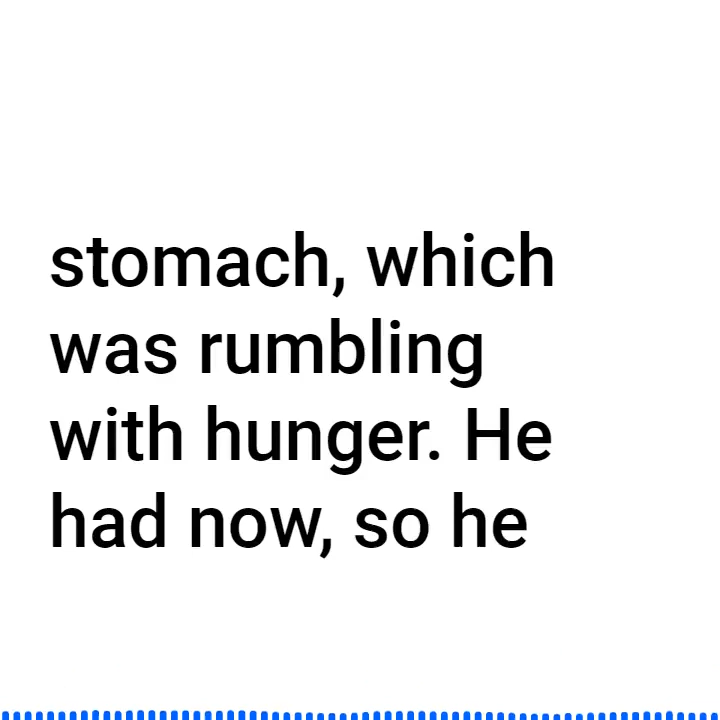 stomach, which
was rumbling
with hunger. He
had now, so he